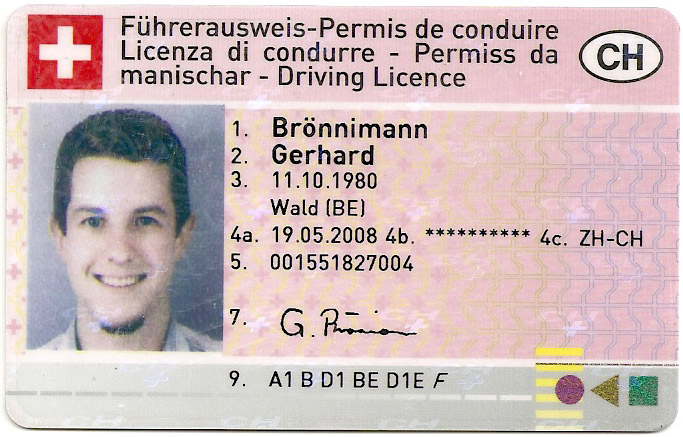 Führerausweis-Permis de conduire
Licenza di condurre - Permiss da
manischar - Driving Licence
CH
1. Brönnimann
2. Gerhard
3. 11.10.1980
Wald (BE)
4a. 19.05.2008 4b. ********** 4c. ZH-CH
5. 001551827004
7. G.
9. A1 B D1 BE D1E F